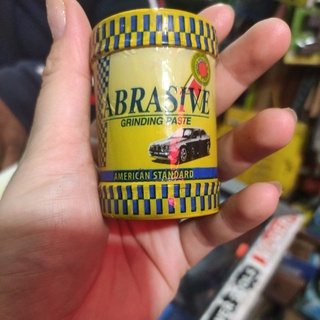 ABRASIVE
GRINDING PASTE
AMERICAN STANDARD